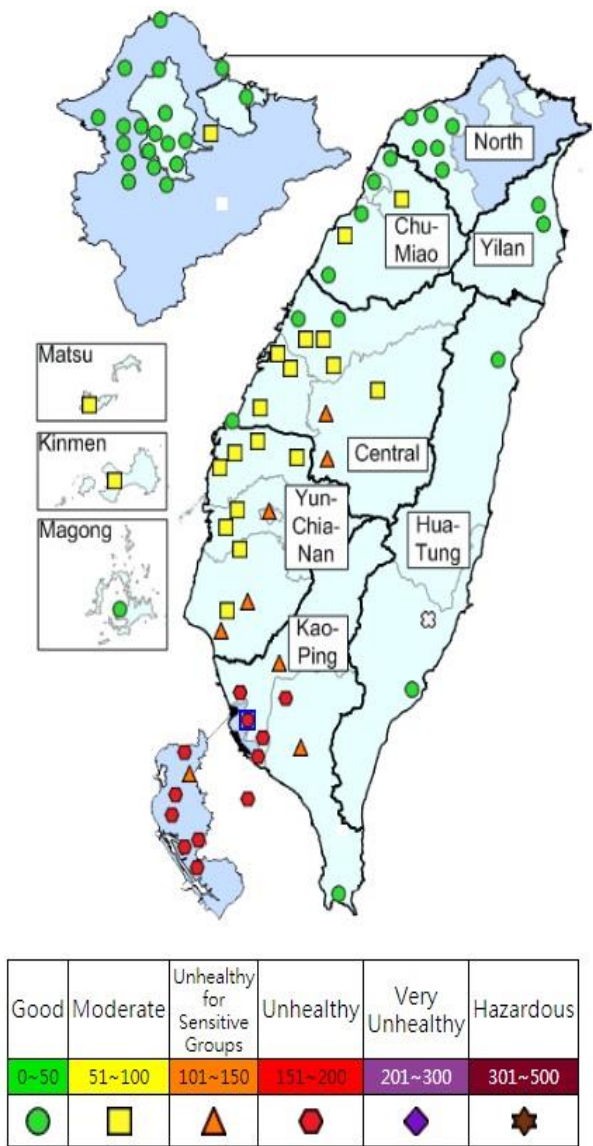 North
Chu-
Miao
Yilan
Matsu
Kinmen
Magong
Central
Yun-
Chia-
Nan
Hua-
Tung
Kao-
Ping
Good
Moderate
Unhealthy
for
Sensitive
Groups
Unhealthy
Very
Unhealthy
Hazardous
0~50
51~100
101~150
151~200
201~300
301~500